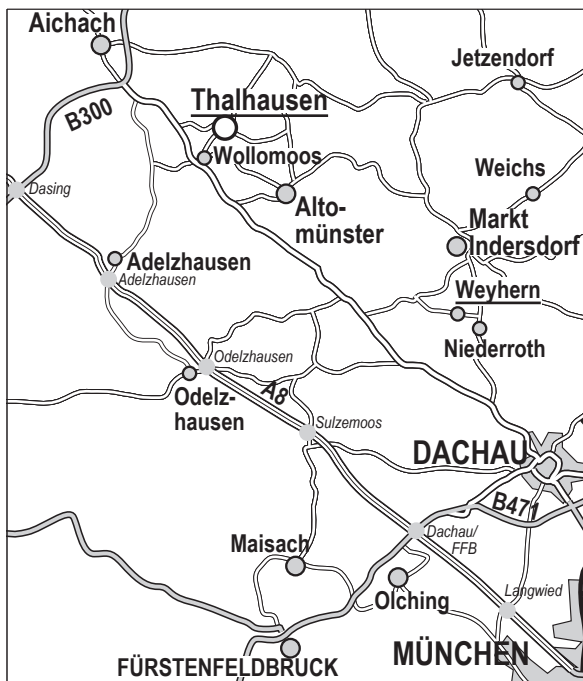 Aichach
Jetzendorf
B300
Thalhausen
Wollomoos
Weichs
Dasing
Alto-
münster
Markt
Indersdorf
Adelzhausen
Adelzhausen
Weyhern
Niederroth
Odelzhausen
Odelz-
hausen
A8
Sulzemoos
DACHAU
B471
Dachau/
FFB
Maisach
Olching
Langwied
MÜNCHEN
FÜRSTENFELDBRUCK